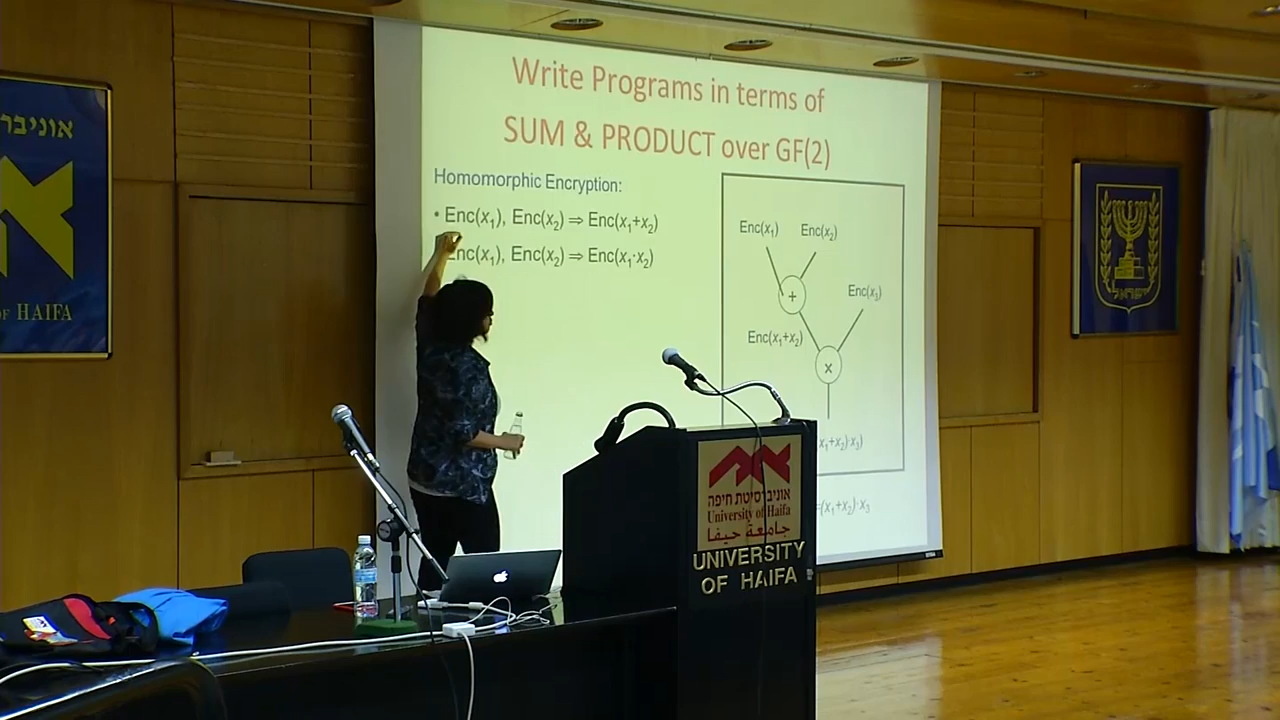 Write Programs in terms of
SUM & PRODUCT over GF(2)
Homomorphic Encryption:
• Enc(x₁), Enc(x₂) ⇒ Enc(x₁+x₂)
Enc(x₁), Enc(x₂) ⇒ Enc(x₁·x₂)
Enc(x₁) Enc(x₂)
+
Enc(x₃)
Enc(x₁+x₂)
x
x₁+x₂)·x₃)
(x₁+x₂)·x₃
OF HAIFA
ישראל
אוניברסיטת חיפה
University of Haifa
جامعة حيفا
UNIVERSITY
OF HAIFA